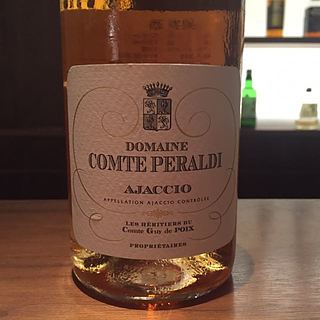 DOMAINE
COMTE PERALDI
AJACCIO
APPELLATION AJACCIO CONTRÔLÉE
LES HÉRITIERS DU
Comte Guy de POIX
PROPRIÉTAIRES